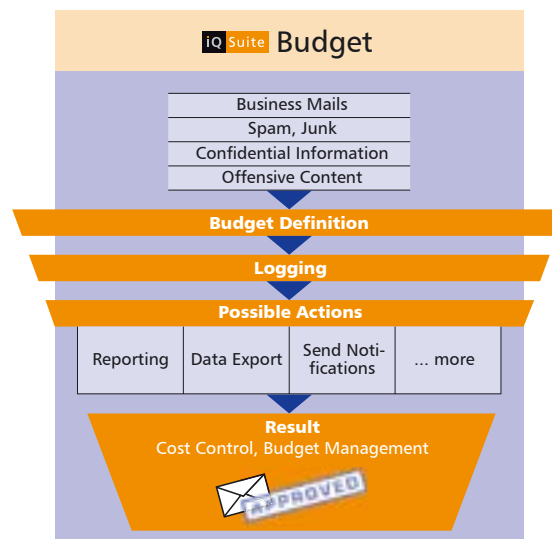 iQ Suite Budget
Business Mails
Spam, Junk
Confidential Information
Offensive Content
Budget Definition
Logging
Possible Actions
Reporting
Data Export
Send Noti-
fications
... more
Result
Cost Control, Budget Management
APPROVED